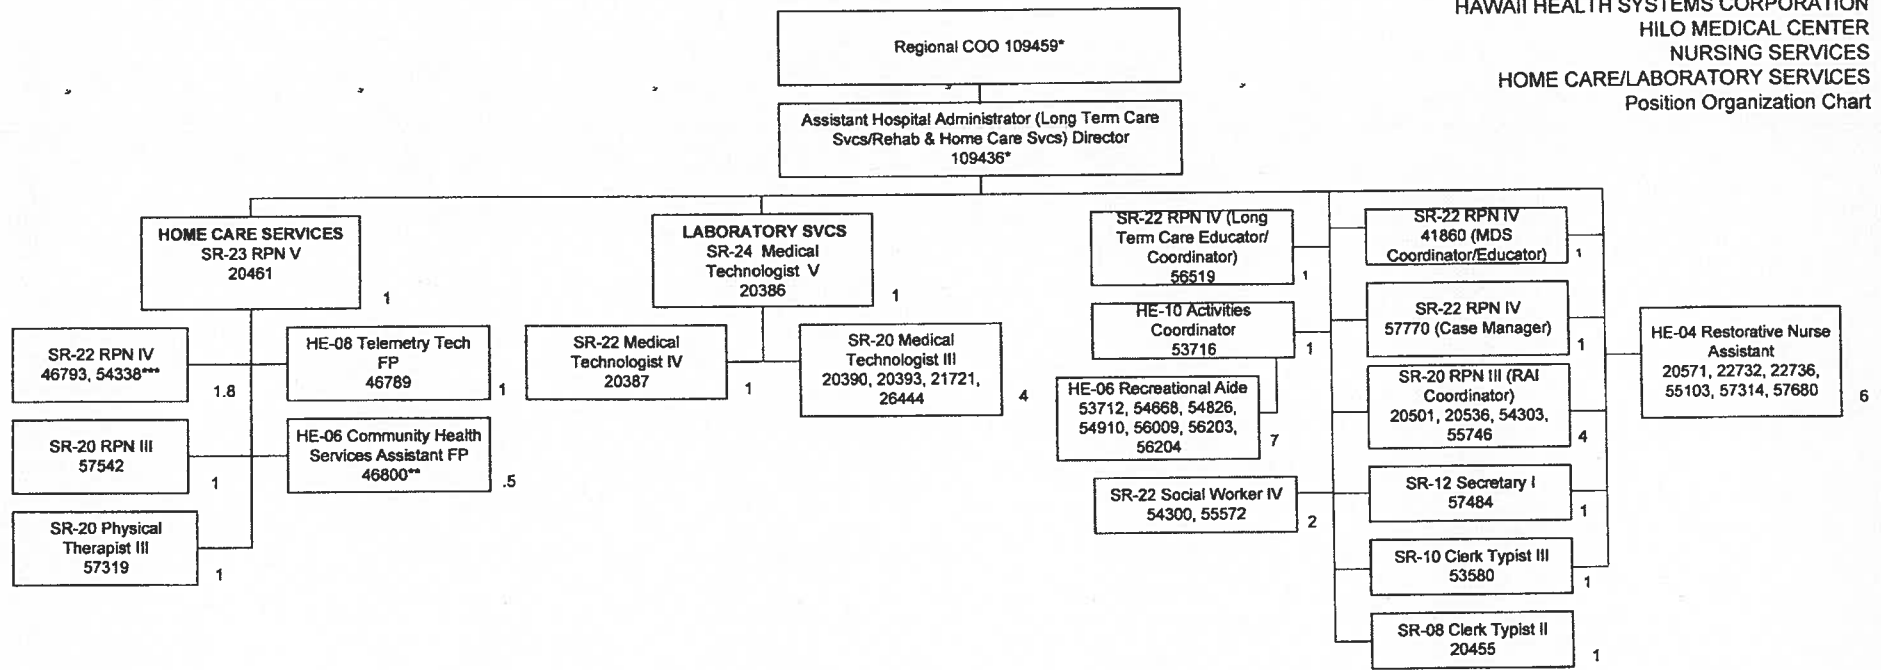 HAWAII HEALTH SYSTEMS CORPORATION
HILO MEDICAL CENTER
NURSING SERVICES
HOME CARE/LABORATORY SERVICES
Position Organization Chart
Regional COO 109459*
Assistant Hospital Administrator (Long Term Care
Svcs/Rehab & Home Care Svcs) Director
109436*
HOME CARE SERVICES
SR-23 RPN V
20461
1
SR-22 RPN IV
46793, 54338***
1.8
HE-08 Telemetry Tech
FP
46789
1
SR-20 RPN III
57542
1
HE-06 Community Health
Services Assistant FP
46800**
.5
SR-20 Physical
Therapist III
57319
1
LABORATORY SVCS
SR-24 Medical
Technologist V
20386
1
SR-22 Medical
Technologist IV
20387
1
SR-20 Medical
Technologist III
20390, 20393, 21721,
26444
4
SR-22 RPN IV (Long
Term Care Educator/
Coordinator)
56519
1
HE-10 Activities
Coordinator
53716
1
HE-06 Recreational Aide
53712, 54668, 54826,
54910, 56009, 56203,
56204
7
SR-22 Social Worker IV
54300, 55572
2
SR-22 RPN IV
41860 (MDS
Coordinator/Educator)
1
SR-22 RPN IV
57770 (Case Manager)
1
SR-20 RPN III (RAI
Coordinator)
20501, 20536, 54303,
55746
4
SR-12 Secretary I
57484
1
SR-10 Clerk Typist III
53580
1
SR-08 Clerk Typist II
20455
1
HE-04 Restorative Nurse
Assistant
20571, 22732, 22736,
55103, 57314, 57680
6